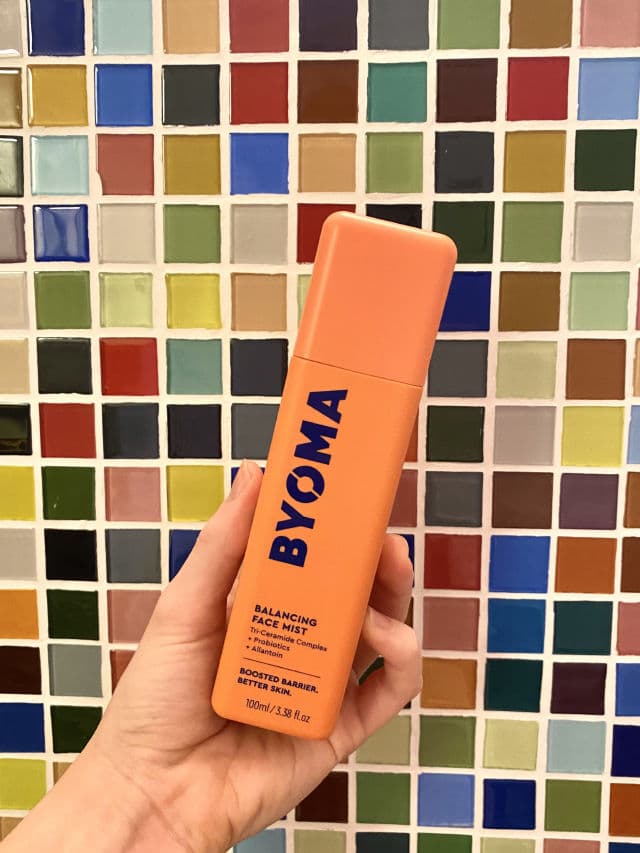 BYOMA
BALANCING
FACE MIST
Tri-Ceramide Complex
+ Probiotics
+ Allantoin
BOOSTED BARRIER.
BETTER SKIN.
100ml / 3.38 fl.oz